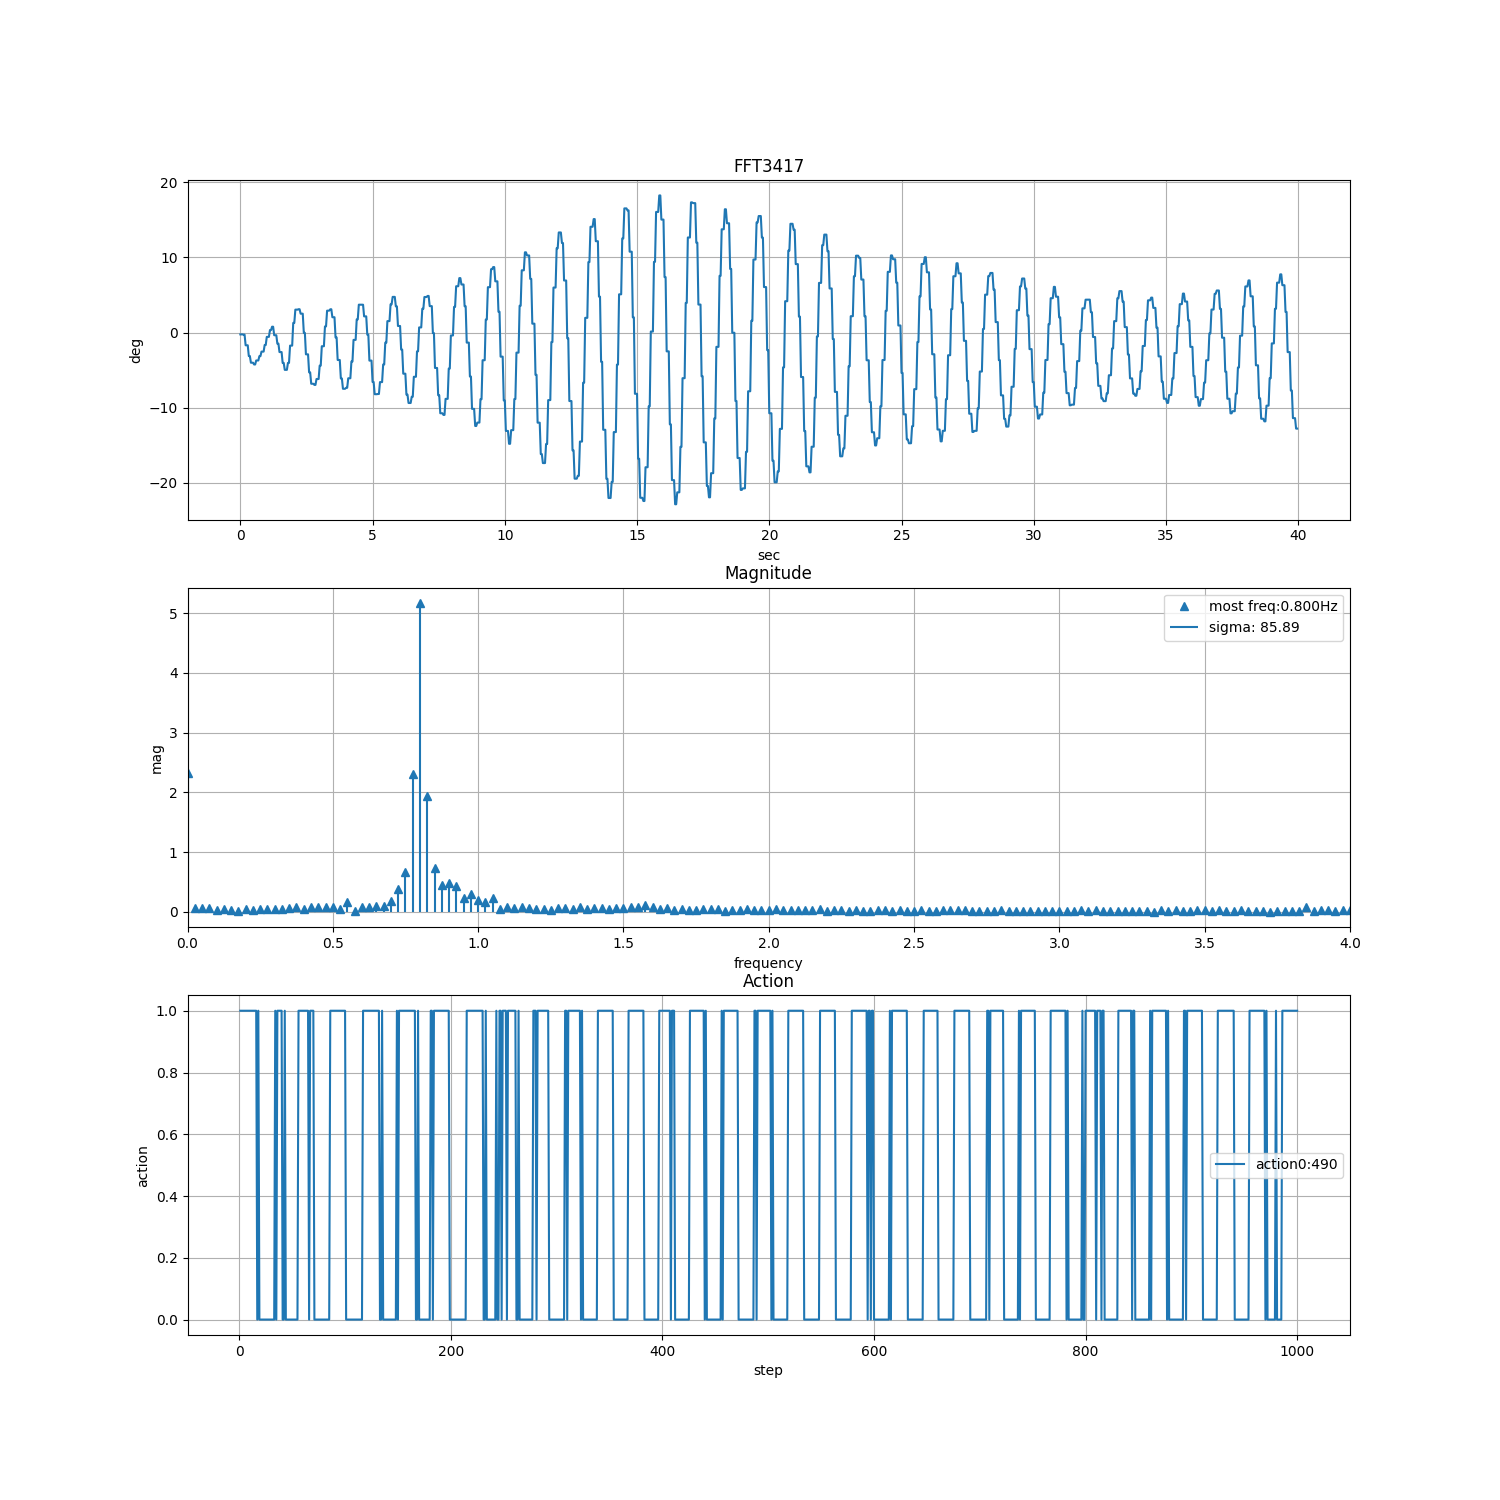 FFT3417
20
10
0
−10
−20
deg
0 5 10 15 20 25 30 35 40
sec
Magnitude
most freq:0.800Hz
sigma: 85.89
5
4
3
2
1
0
mag
0.0 0.5 1.0 1.5 2.0 2.5 3.0 3.5 4.0
frequency
Action
1.0
0.8
0.6
0.4
0.2
0.0
action
action0:490
0 200 400 600 800 1000
step